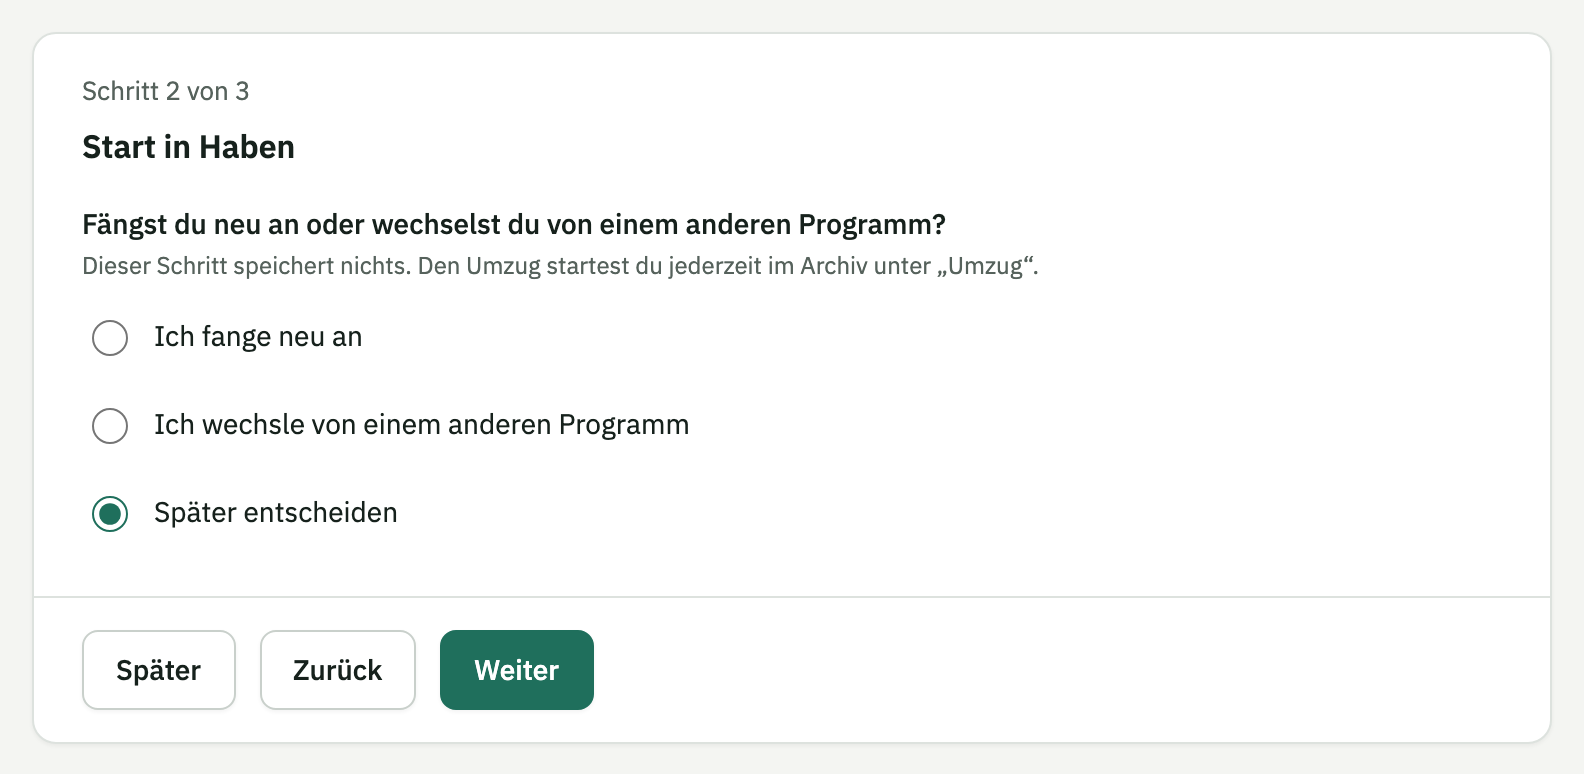 Schritt 2 von 3
Start in Haben
Fängst du neu an oder wechselst du von einem anderen Programm?
Dieser Schritt speichert nichts. Den Umzug startest du jederzeit im Archiv unter „Umzug“.
Ich fange neu an
Ich wechsle von einem anderen Programm
Später entscheiden
Später Zurück Weiter